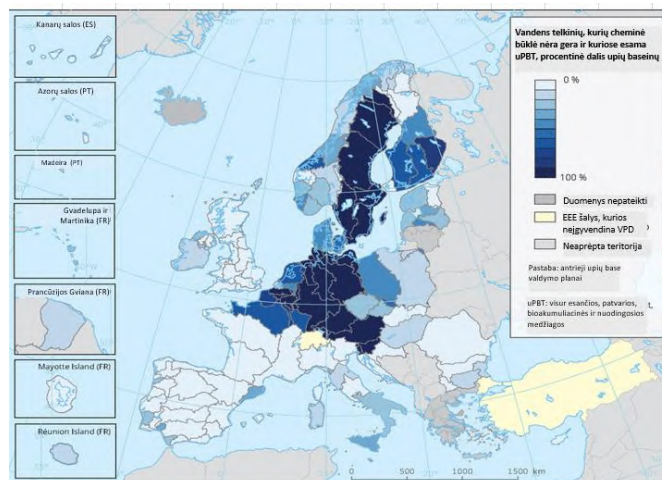 Kanarų salos (ES)
Azorų salos (PT)
Madeira (PT)
Gvadelupa ir
Martinika (FR)
Prancūzijos Gviana (FR)
Mayotte Island (FR)
Réunion Island (FR)
Vandens telkinių, kurių cheminė
būklė nėra gera ir kuriose esama
uPBT, procentinė dalis upių baseinų
0 %
100 %
Duomenys nepateikti
EEE šalys, kurios
neįgyvendina VPD
Neaprėpta teritorija
Pastaba: antrieji upių base
valdymo planai
uPBT: visur esančios, patvarios,
bioakumuliacinės ir nuodingosios
medžiagos
0 500 1000 1500 km